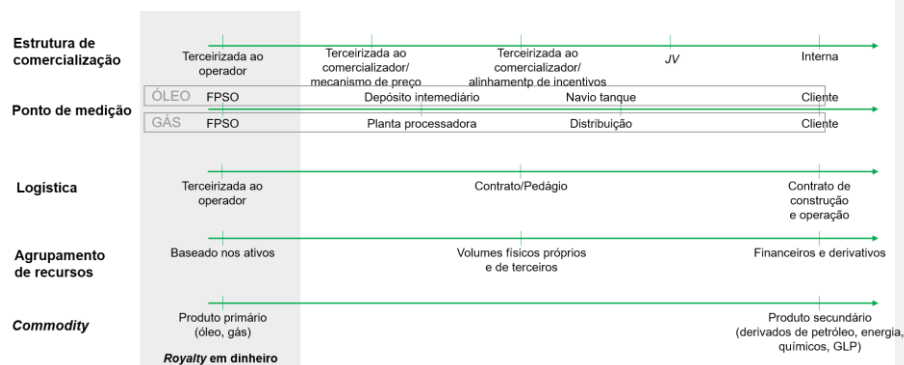 Estrutura de
comercialização
Terceirizada ao
operador
Terceirizada ao
comercializador/
mecanismo de preço
Terceirizada ao
comercializador/
alinhamentp de incentivos
JV
Interna
Ponto de medição
ÓLEO
FPSO
Depósito intemediário
Navio tanque
Cliente
GÁS
FPSO
Planta processadora
Distribuição
Cliente
Logística
Terceirizada ao
operador
Contrato/Pedágio
Contrato de
construção
e operação
Agrupamento
de recursos
Baseado nos ativos
Volumes físicos próprios
e de terceiros
Financeiros e derivativos
Commodity
Produto primário
(óleo, gás)
Produto secundário
(derivados de petróleo, energia,
químicos, GLP)
Royalty em dinheiro